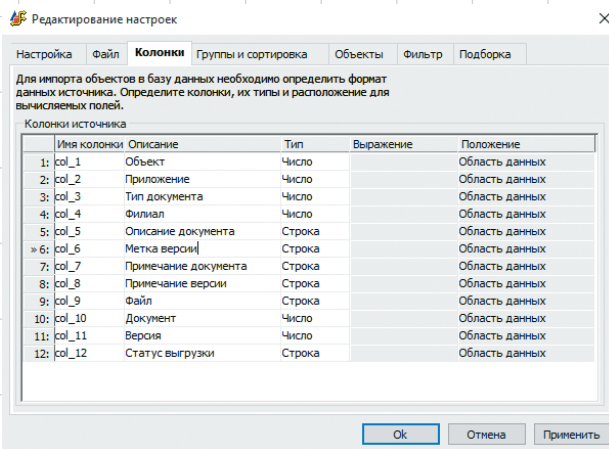 Редактирование настроек
Настройка Файл Колонки Группы и сортировка Объекты Фильтр Подборка
Для импорта объектов в базу данных необходимо определить формат
данных источника. Определите колонки, их типы и расположение для
вычисляемых полей.
Колонки источника
Имя колонки Описание Тип Выражение Положение
1: col_1 Объект Число Область данных
2: col_2 Приложение Число Область данных
3: col_3 Тип документа Число Область данных
4: col_4 Филиал Число Область данных
5: col_5 Описание документа Строка Область данных
» 6: col_6 Метка версии Строка Область данных
7: col_7 Примечание документа Строка Область данных
8: col_8 Примечание версии Строка Область данных
9: col_9 Файл Строка Область данных
10: col_10 Документ Число Область данных
11: col_11 Версия Число Область данных
12: col_12 Статус выгрузки Строка Область данных
Ok Отмена Применить